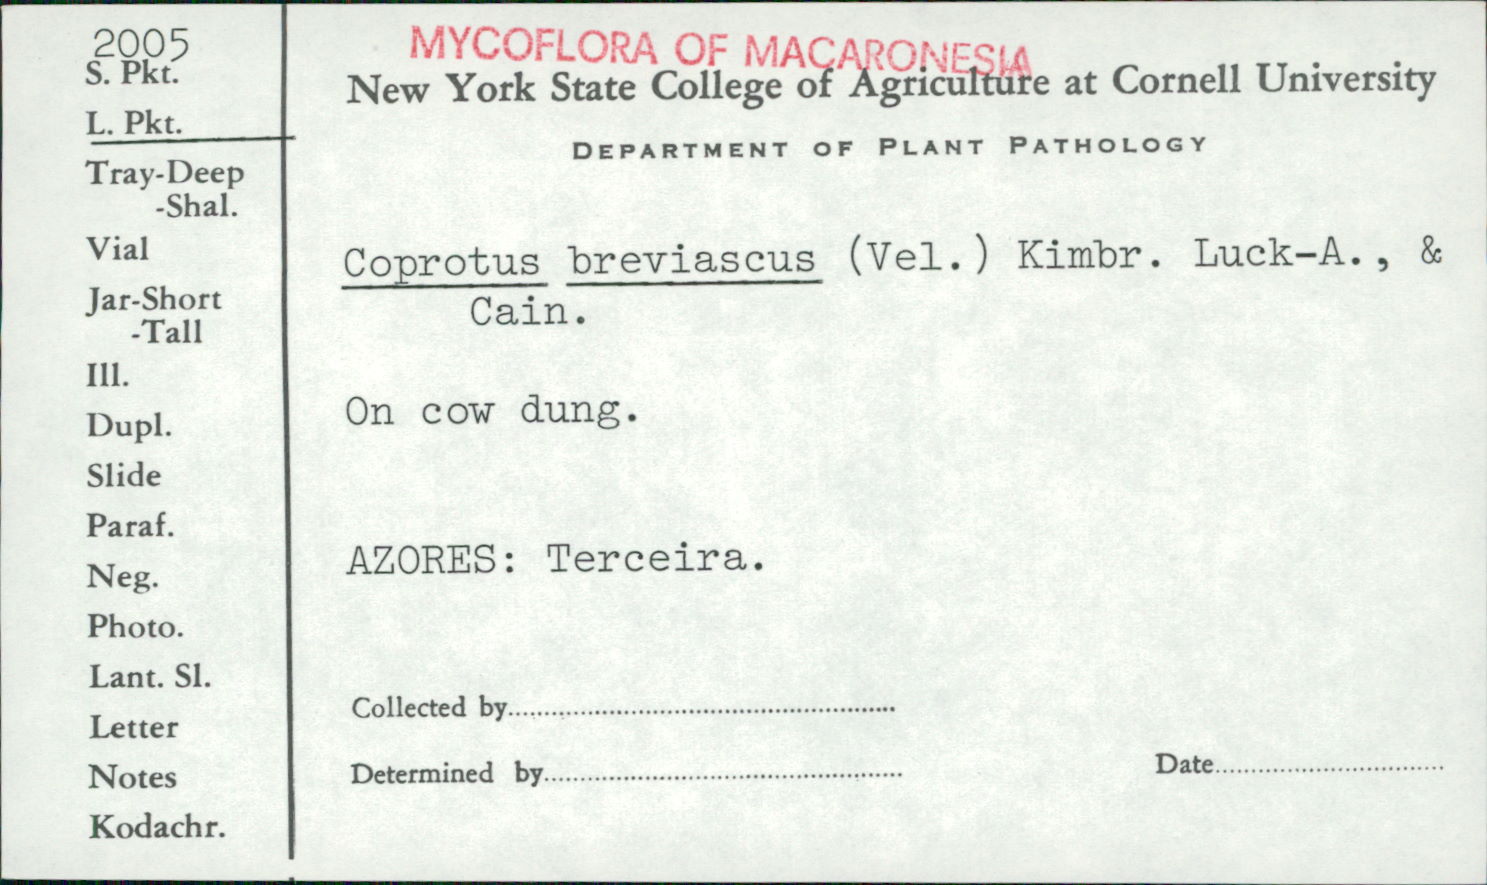 2005
S. Pkt.
L. Pkt.
Tray-Deep
-Shal.
Vial
Jar-Short
-Tall
Ill.
Dupl.
Slide
Paraf.
Neg.
Photo.
Lant. Sl.
Letter
Notes
Kodachr.
MYCOFLORA OF MACARONESIA
New York State College of Agriculture at Cornell University
DEPARTMENT OF PLANT PATHOLOGY
Coprotus breviascus (Vel.) Kimbr. Luck-A., &
Cain.
On cow dung.
AZORES: Terceira.
Collected by
Determined by
Date